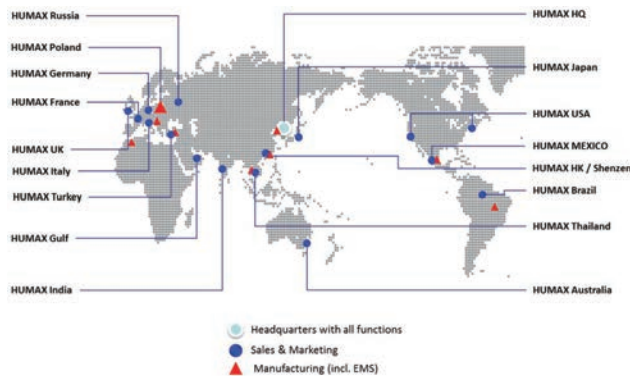 HUMAX Russia
HUMAX Poland
HUMAX Germany
HUMAX France
HUMAX UK
HUMAX Italy
HUMAX Turkey
HUMAX Gulf
HUMAX India
HUMAX HQ
HUMAX Japan
HUMAX USA
HUMAX MEXICO
HUMAX HK / Shenzen
HUMAX Brazil
HUMAX Thailand
HUMAX Australia
Headquarters with all functions
Sales & Marketing
Manufacturing (incl. EMS)